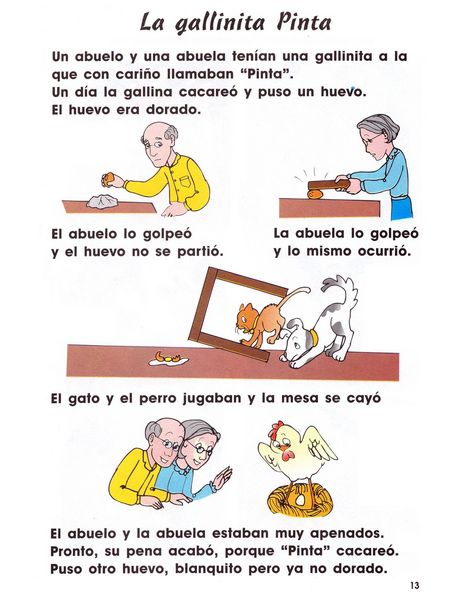 La gallinita Pinta
Un abuelo y una abuela tenían una gallinita a la
que con cariño llamaban “Pinta”.
Un día la gallina cacareó y puso un huevo.
El huevo era dorado.
El abuelo lo golpeó
y el huevo no se partió.
La abuela lo golpeó
y lo mismo ocurrió.
El gato y el perro jugaban y la mesa se cayó
El abuelo y la abuela estaban muy apenados.
Pronto, su pena acabó, porque “Pinta” cacareó.
Puso otro huevo, blanquito pero ya no dorado.
13